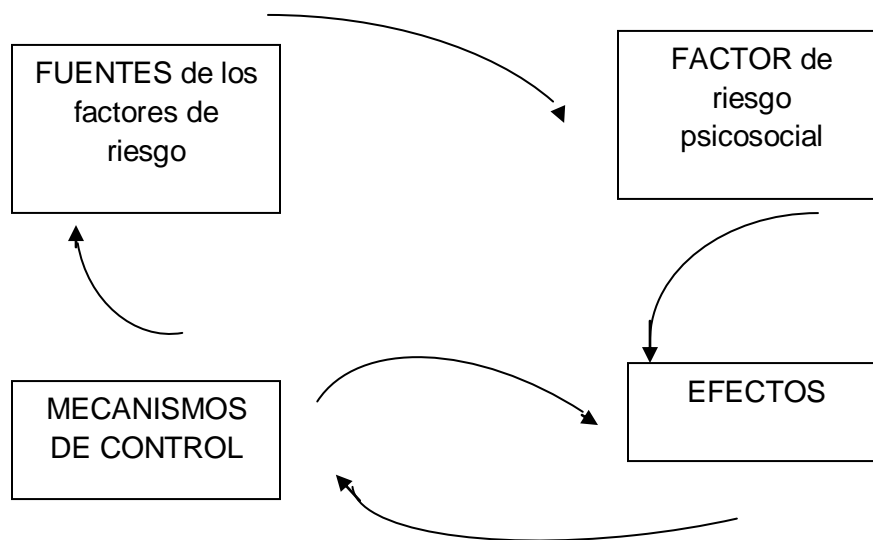 FUENTES de los
factores de
riesgo
FACTOR de
riesgo
psicosocial
MECANISMOS
DE CONTROL
EFECTOS